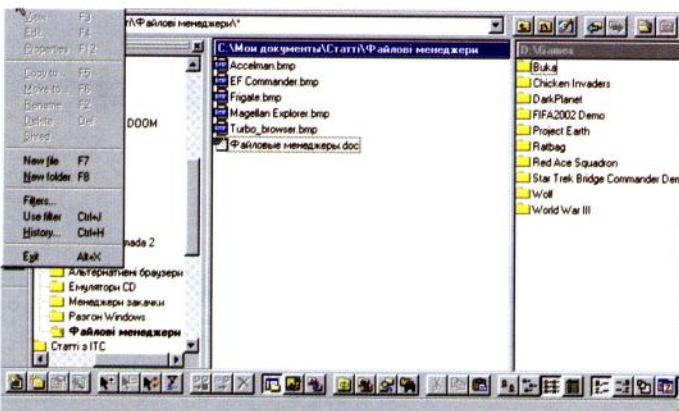 View F3
Edit F4
Properties F12
Copy to... F5
Move to... F6
Rename F2
Delete Del
Shred
New file F7
New folder F8
Filters...
Use filter Ctrl+J
History... Ctrl+H
Exit Alt+X
\Файлові менеджери\*
DOOM
mada 2
Альтернативні браузери
Емулятори CD
Менеджери закачки
Разгон Windows
Файлові менеджери
Статті з ITC
C:\Мои документы\Статті\Файлові менеджери
Accelman.bmp
EF Commander.bmp
Frigate.bmp
Magellan Explorer.bmp
Turbo_browser.bmp
Файловые менеджеры.doc
D:\Games
Buka
Chicken Invaders
DarkPlanet
FIFA2002 Demo
Project Earth
Ratbag
Red Ace Squadron
Star Trek Bridge Commander Dem
Wolf
World War III